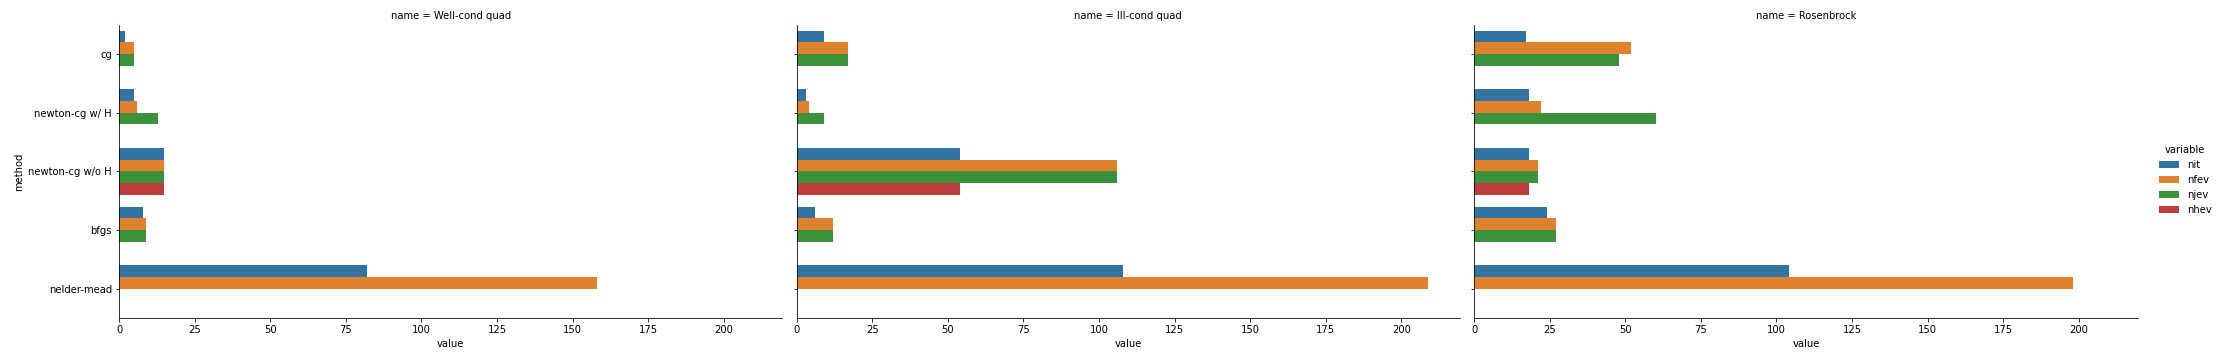 name = Well-cond quad
name = Ill-cond quad
name = Rosenbrock
method
cg
newton-cg w/ H
newton-cg w/o H
bfgs
nelder-mead
0 25 50 75 100 125 150 175 200
value
0 25 50 75 100 125 150 175 200
value
0 25 50 75 100 125 150 175 200
value
variable
nit
nfev
njev
nhev